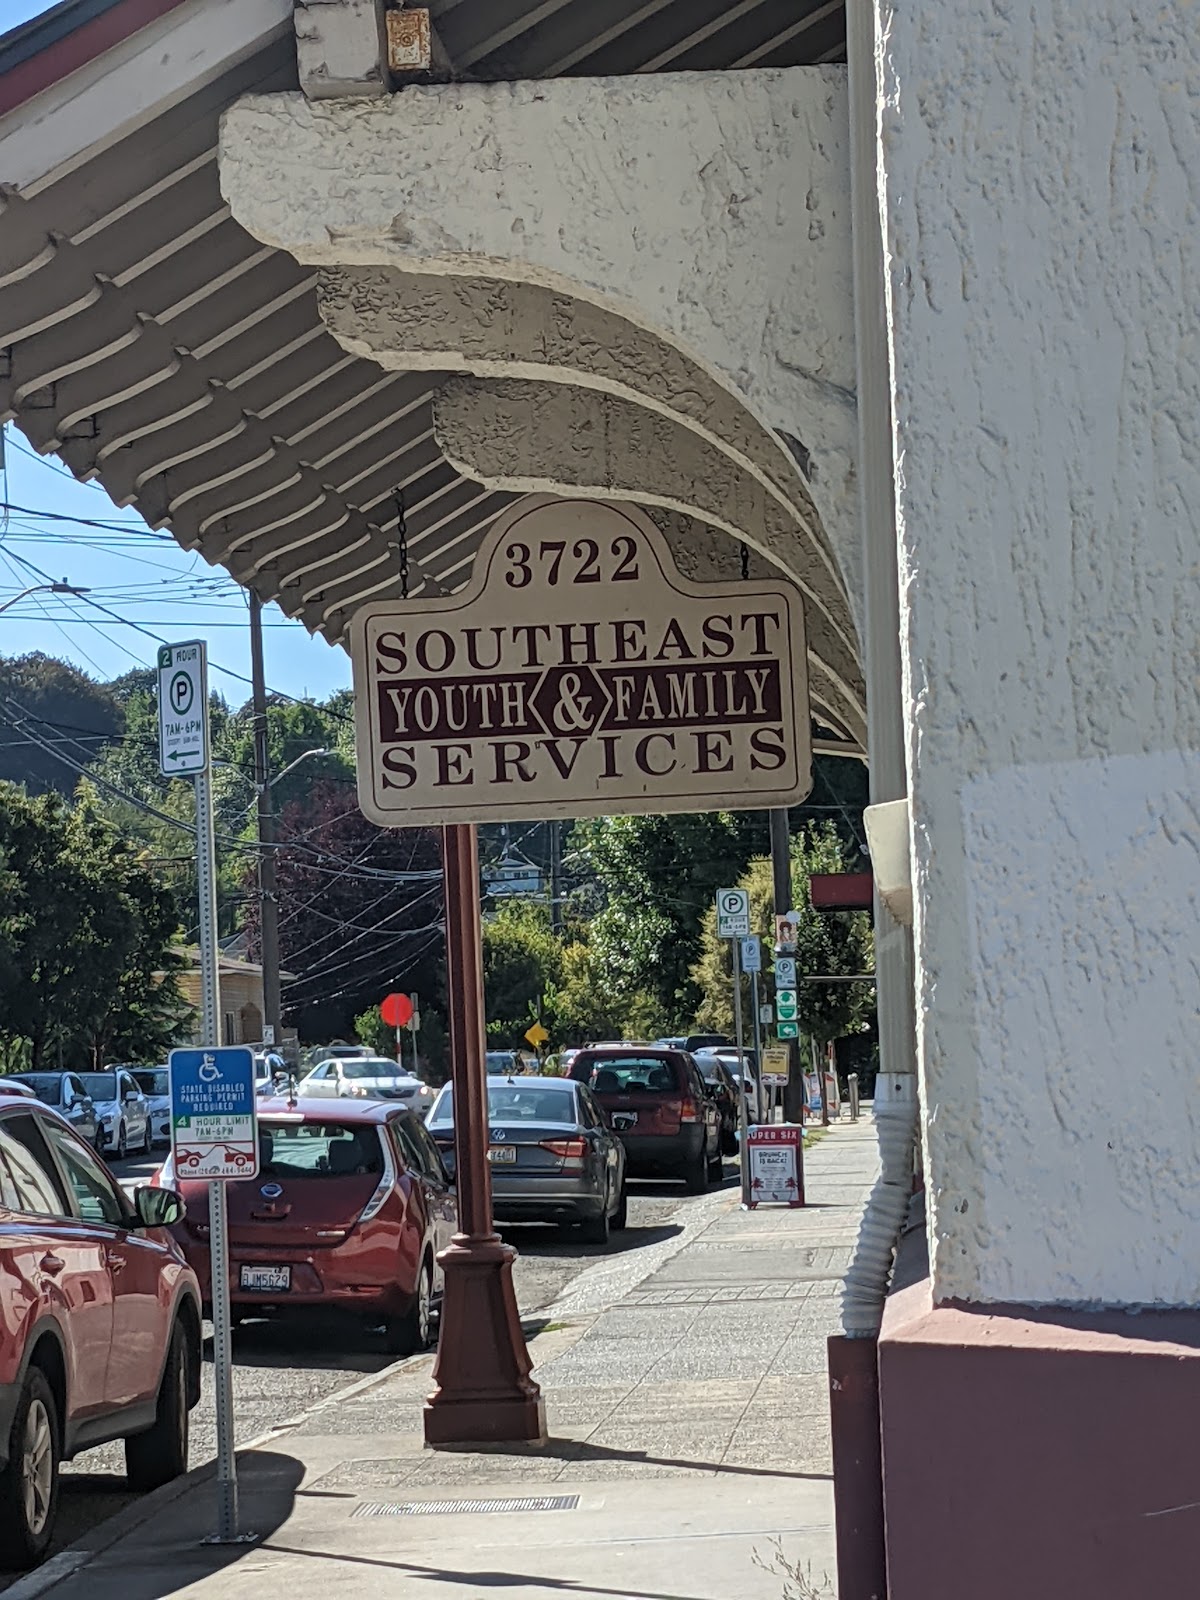 3722
SOUTHEAST
YOUTH & FAMILY
SERVICES
2 HOUR
P
7AM-6PM
STATE DISABLED
PARKING PERMIT
REQUIRED
4 HOUR LIMIT
7AM-6PM
SUPER SIX
BRUNCH
IS BACK!
P
P
P